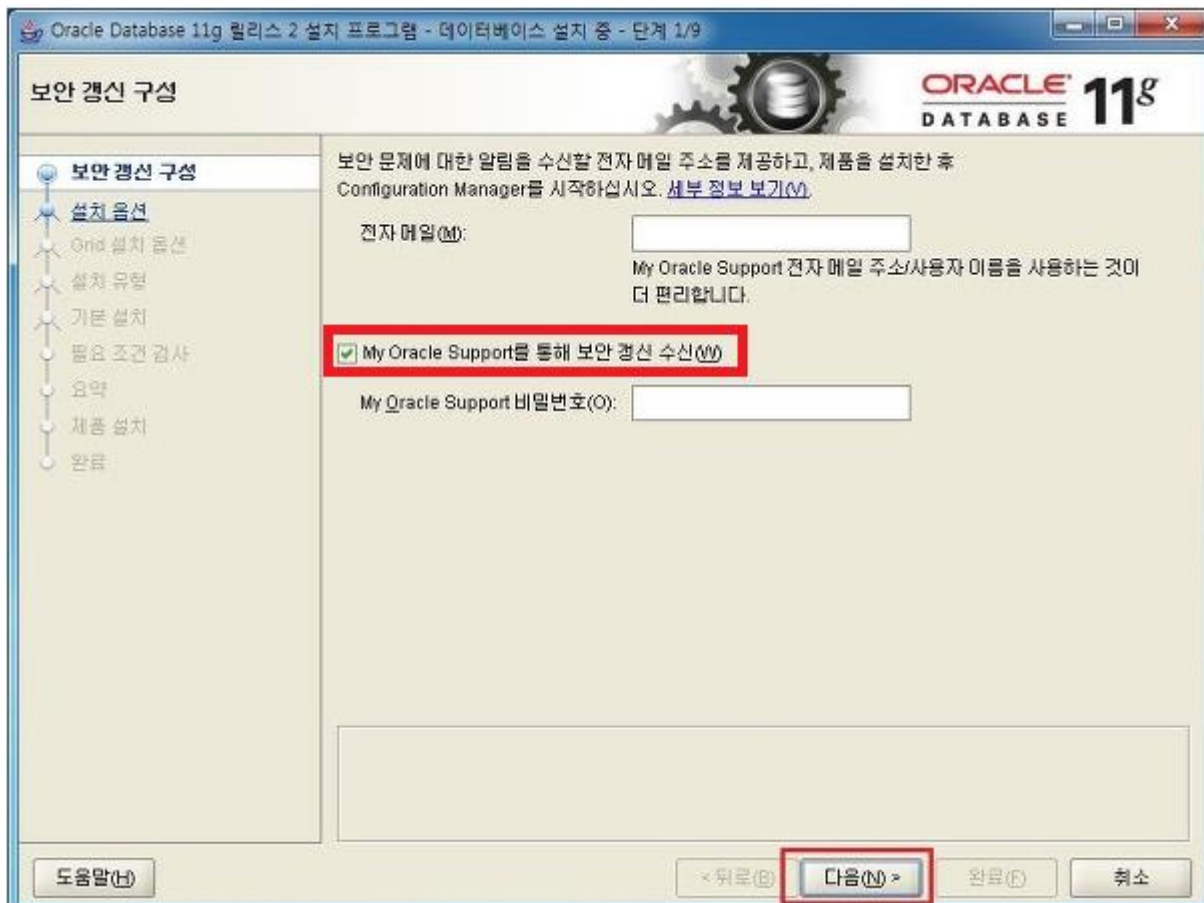 Oracle Database 11g 릴리스 2 설치 프로그램 - 데이터베이스 설치 중 - 단계 1/9
보안 갱신 구성
ORACLE DATABASE 11g
보안 갱신 구성
설치 옵션
Grid 설치 옵션
설치 유형
기본 설치
필요 조건 검사
요약
제품 설치
완료
보안 문제에 대한 알림을 수신할 전자 메일 주소를 제공하고, 제품을 설치한 후
Configuration Manager를 시작하십시오. 세부 정보 보기(V).
전자 메일(M):
My Oracle Support 전자 메일 주소/사용자 이름을 사용하는 것이
더 편리합니다.
My Oracle Support를 통해 보안 갱신 수신(W)
My Oracle Support 비밀번호(O):
도움말(H)
< 뒤로(B)
다음(N) >
완료(F)
취소